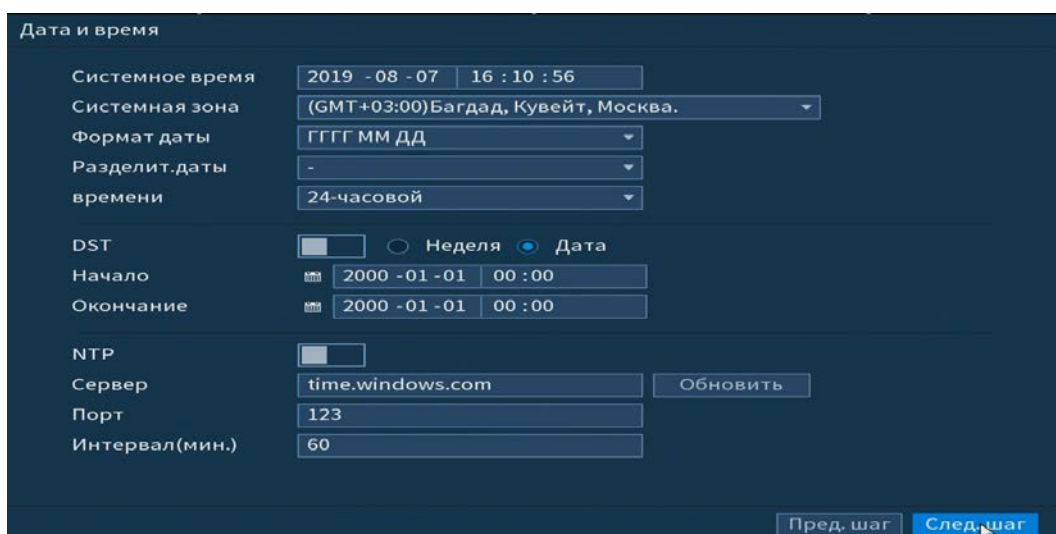 Дата и время
Системное время 2019 - 08 - 07 16 : 10 : 56
Системная зона (GMT+03:00)Багдад, Кувейт, Москва.
Формат даты ГГГГ ММ ДД
Разделит.даты -
времени 24-часовой
DST Неделя Дата
Начало 2000 - 01 - 01 00 : 00
Окончание 2000 - 01 - 01 00 : 00
NTP
Сервер time.windows.com Обновить
Порт 123
Интервал(мин.) 60
Пред. шаг След. шаг